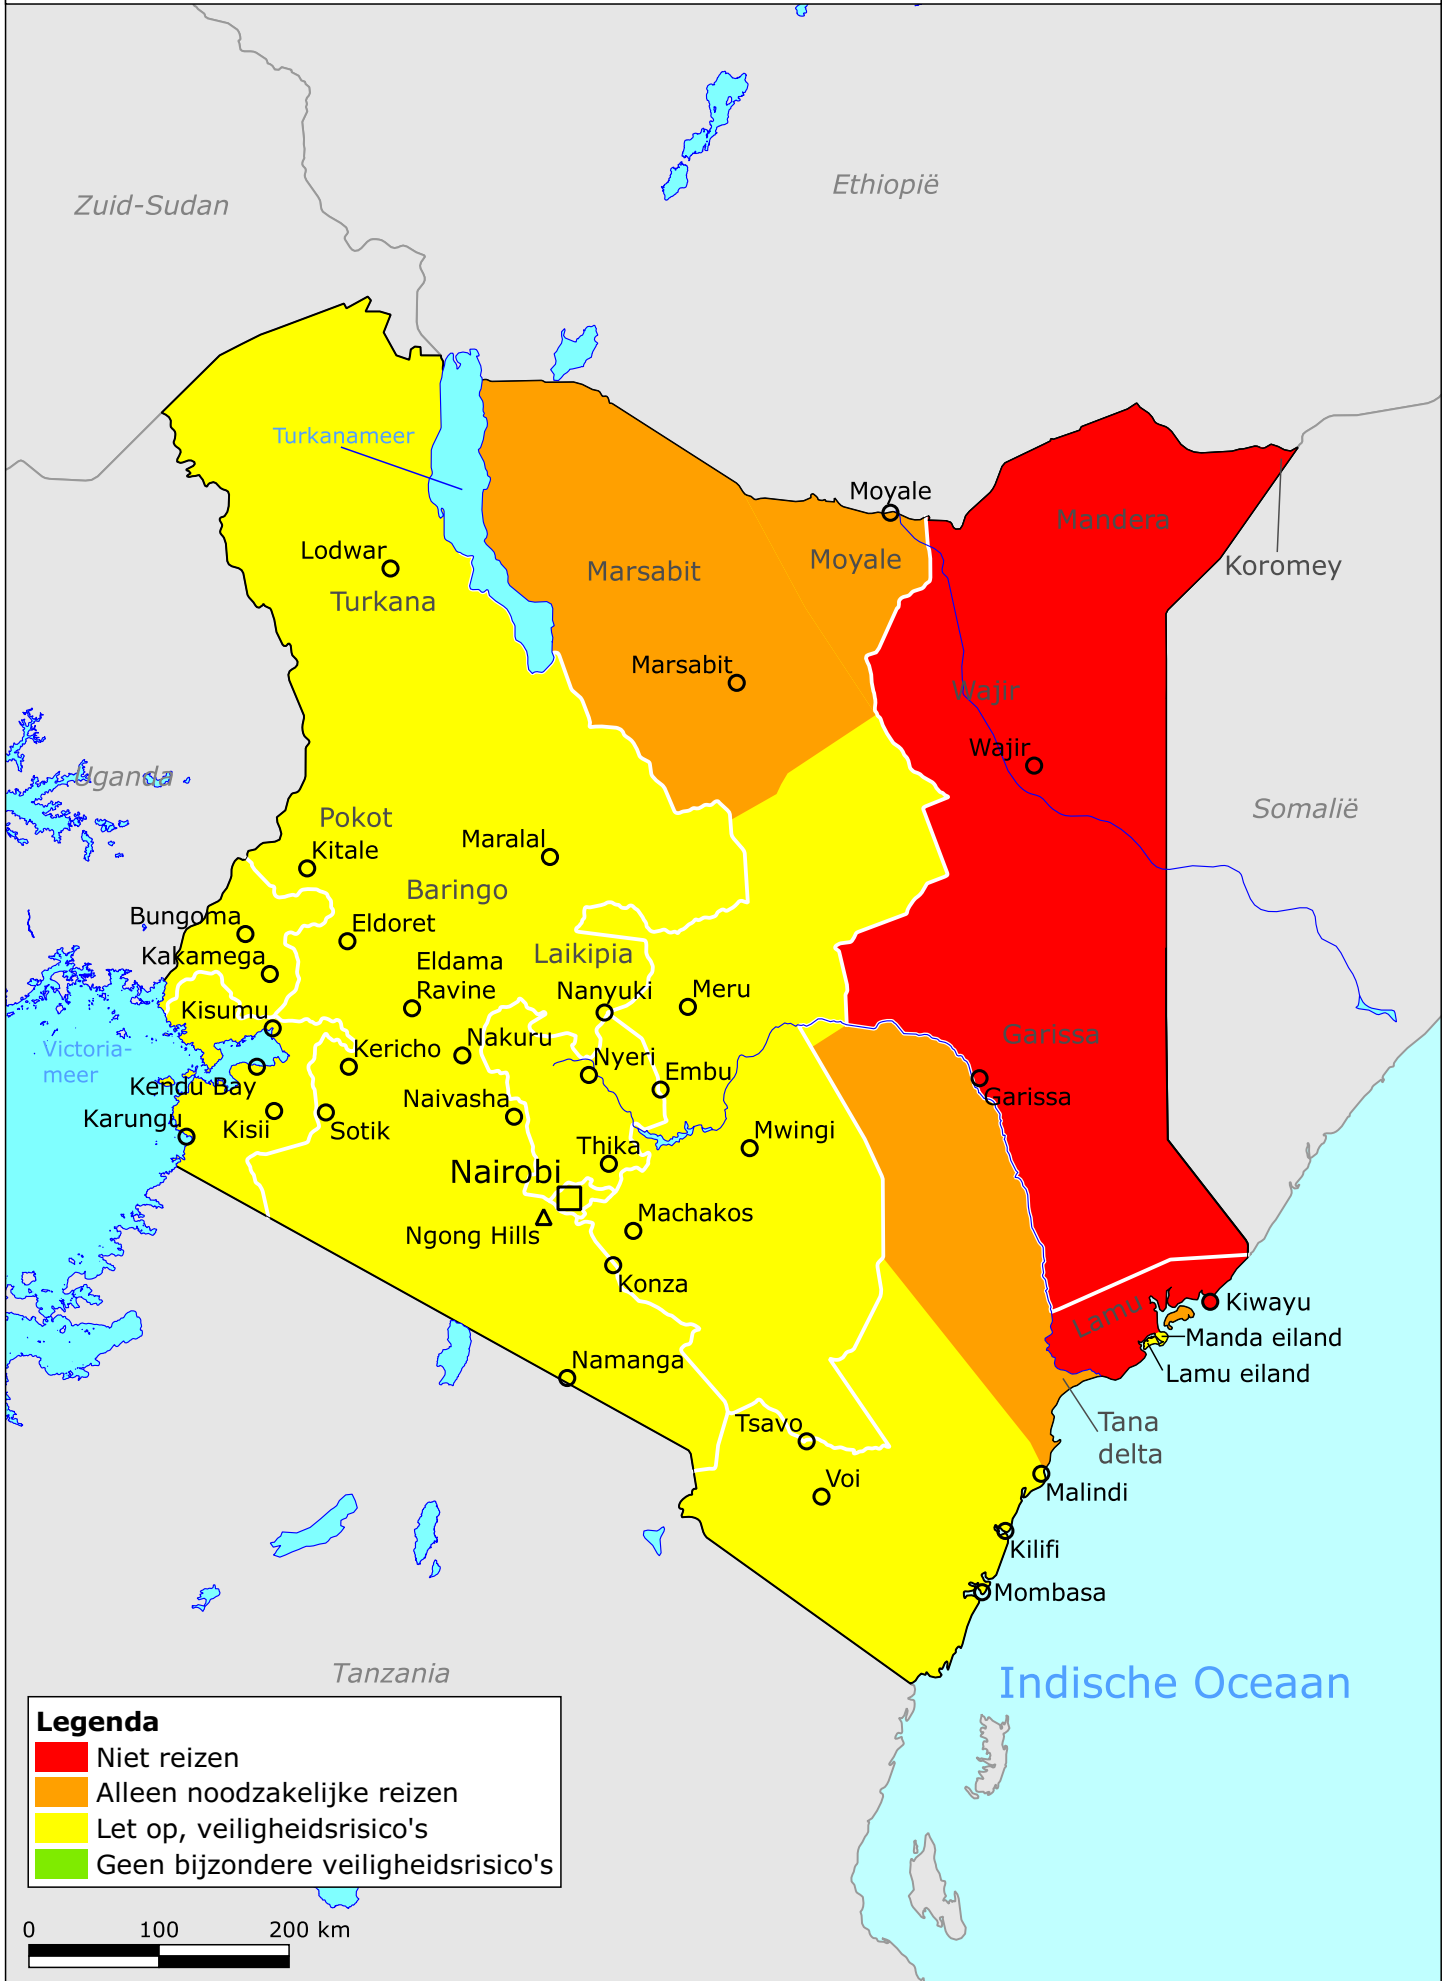 Zuid-Sudan
Ethiopië
Turkanameer
Moyale
Mandera
Lodwar
Moyale
Koromey
Marsabit
Turkana
Marsabit
Wajir
Wajir
Uganda
Somalië
Pokot
Kitale
Maralal
Baringo
Bungoma
Eldoret
Kakamega
Laikipia
Eldama
Ravine
Nanyuki
Meru
Kisumu
Garissa
Nakuru
Kericho
Victoria-
meer
Nyeri
Embu
Kendu Bay
Garissa
Naivasha
Karungu
Kisii
Sotik
Mwingi
Thika
Nairobi
Machakos
Ngong Hills
Konza
Lamu
Kiwayu
Manda eiland
Lamu eiland
Namanga
Tsavo
Tana
delta
Voi
Malindi
Kilifi
Mombasa
Tanzania
Indische Oceaan
Legenda
Niet reizen
Alleen noodzakelijke reizen
Let op, veiligheidsrisico's
Geen bijzondere veiligheidsrisico's
0 100 200 km